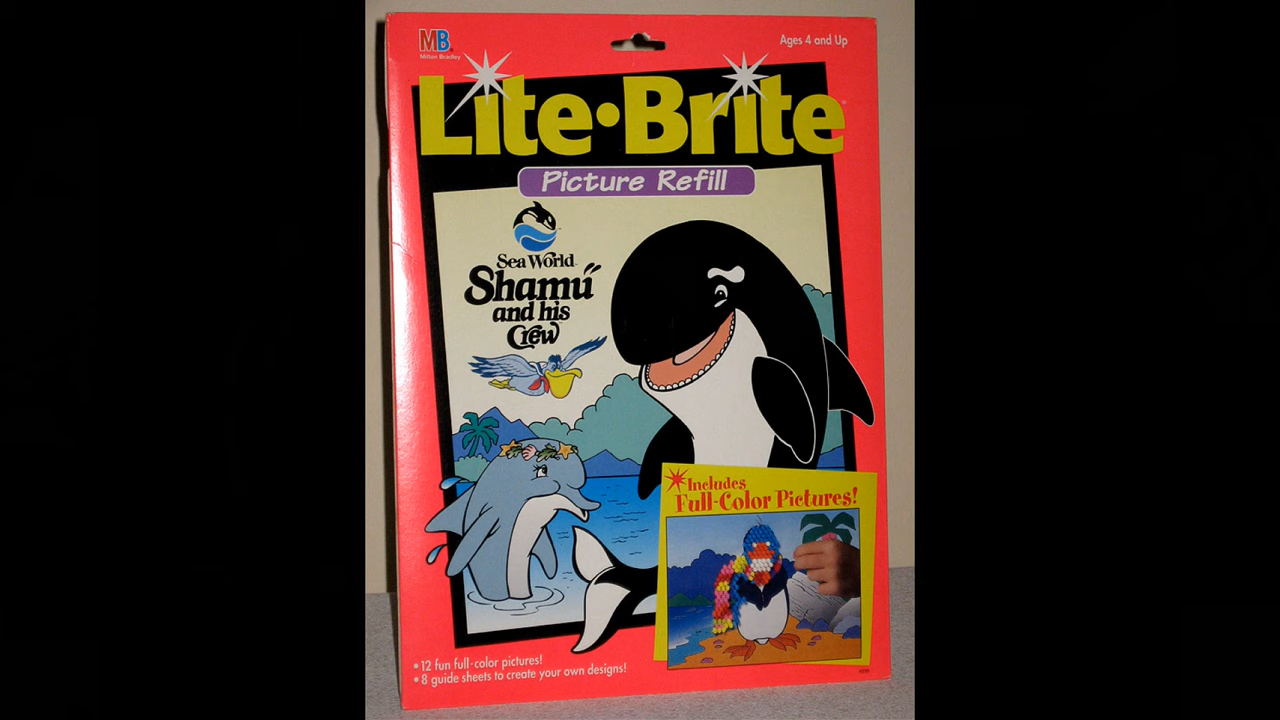 MB
Milton Bradley
Ages 4 and Up
Lite•Brite
Picture Refill
Sea World
Shamu
and his
Crew
Includes
Full-Color Pictures!
• 12 fun full-color pictures!
• 8 guide sheets to create your own designs!